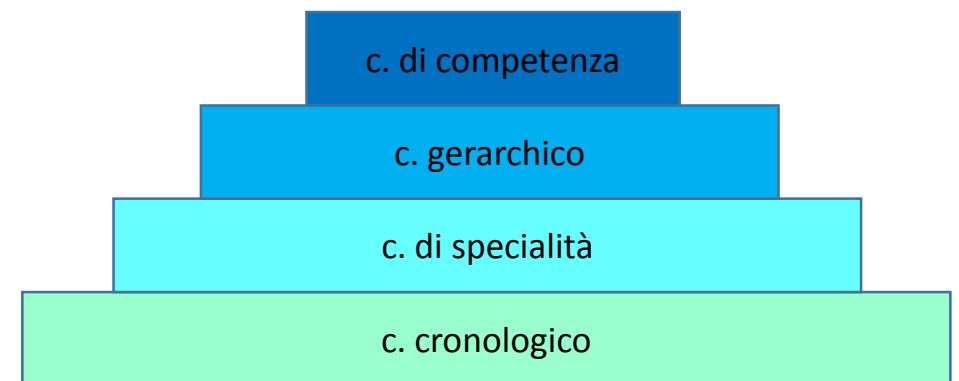 c. di competenza
c. gerarchico
c. di specialità
c. cronologico